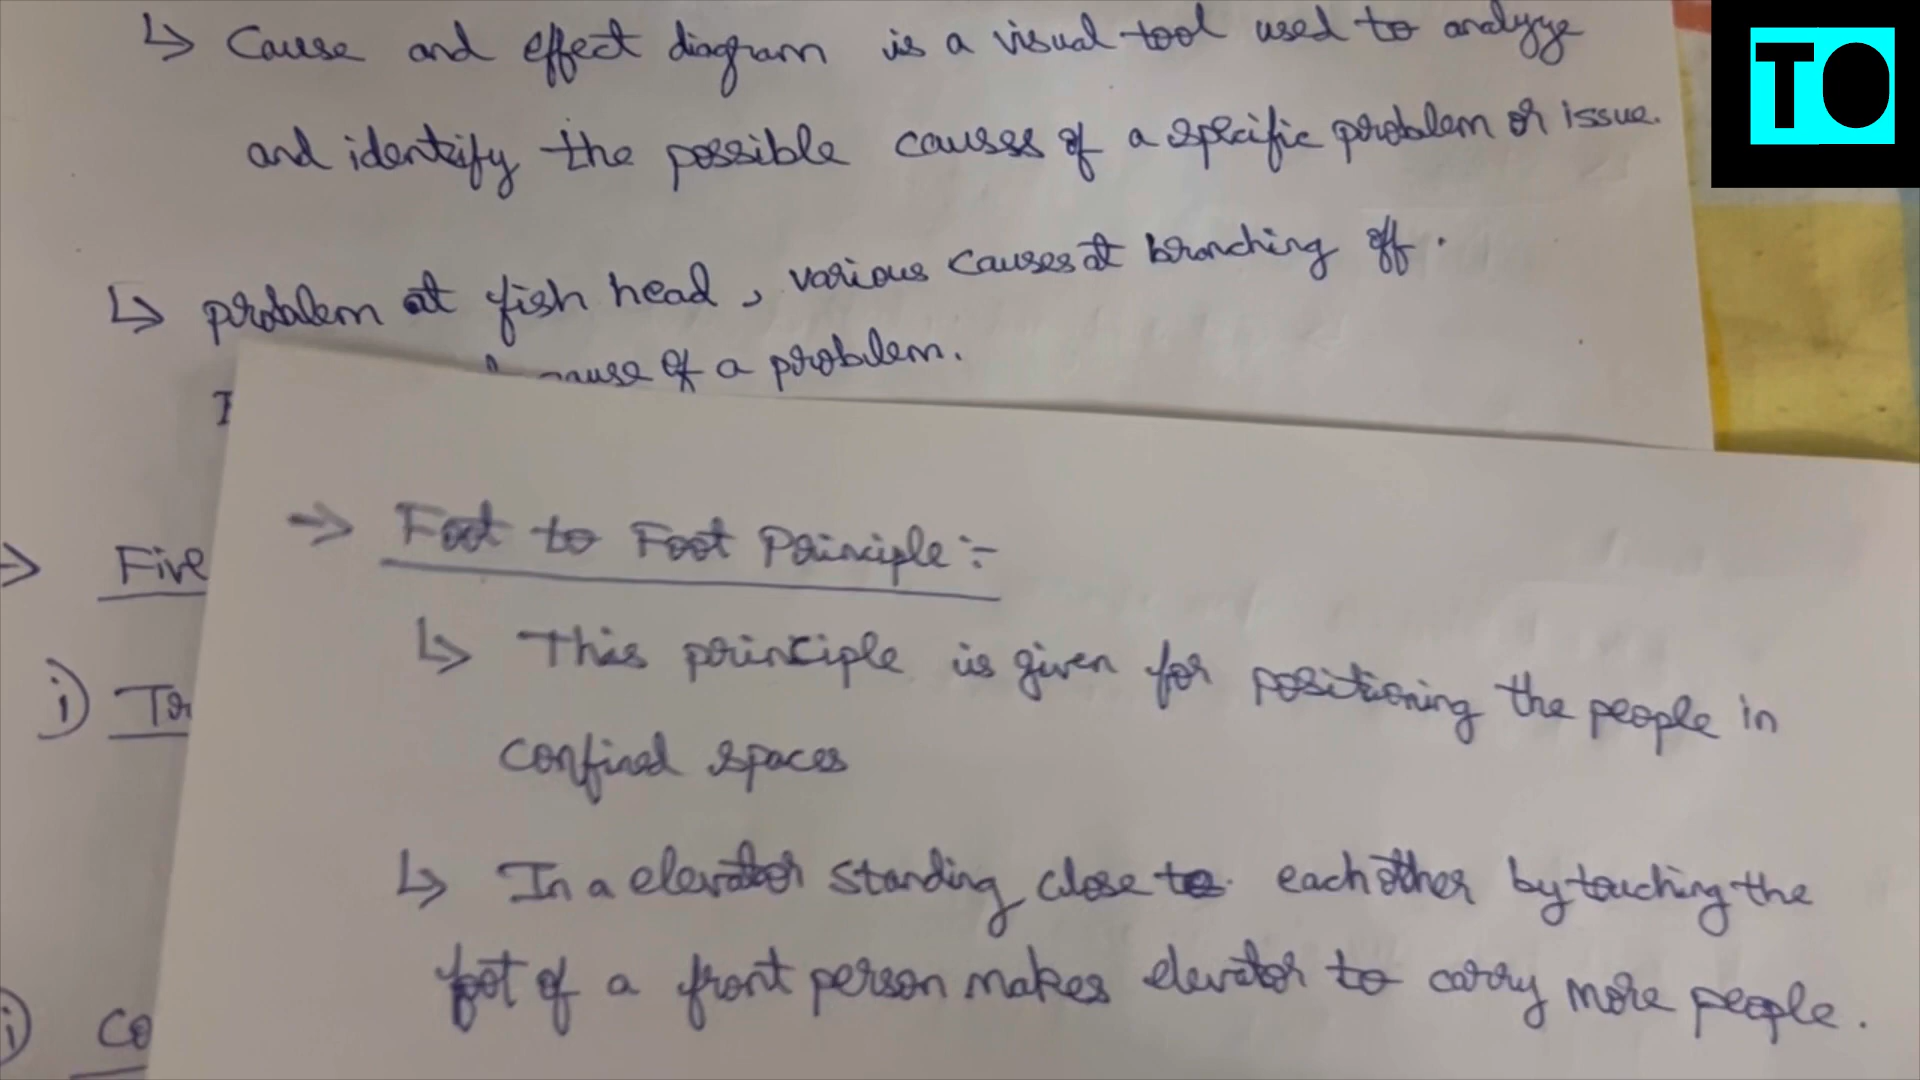 ↳ Cause and effect diagram is a visual tool used to analyze
and identify the possible causes of a specific problem or issue.
↳ problem at fish head, various causes at branching off.
cause of a problem.
→ Five
i) To
i) Co
→ Foot to Foot Principle:-
↳ This principle is given for positioning the people in
confined spaces
↳ In a elevator standing close to each other by touching the
foot of a front person makes elevator to carry more people.
TO